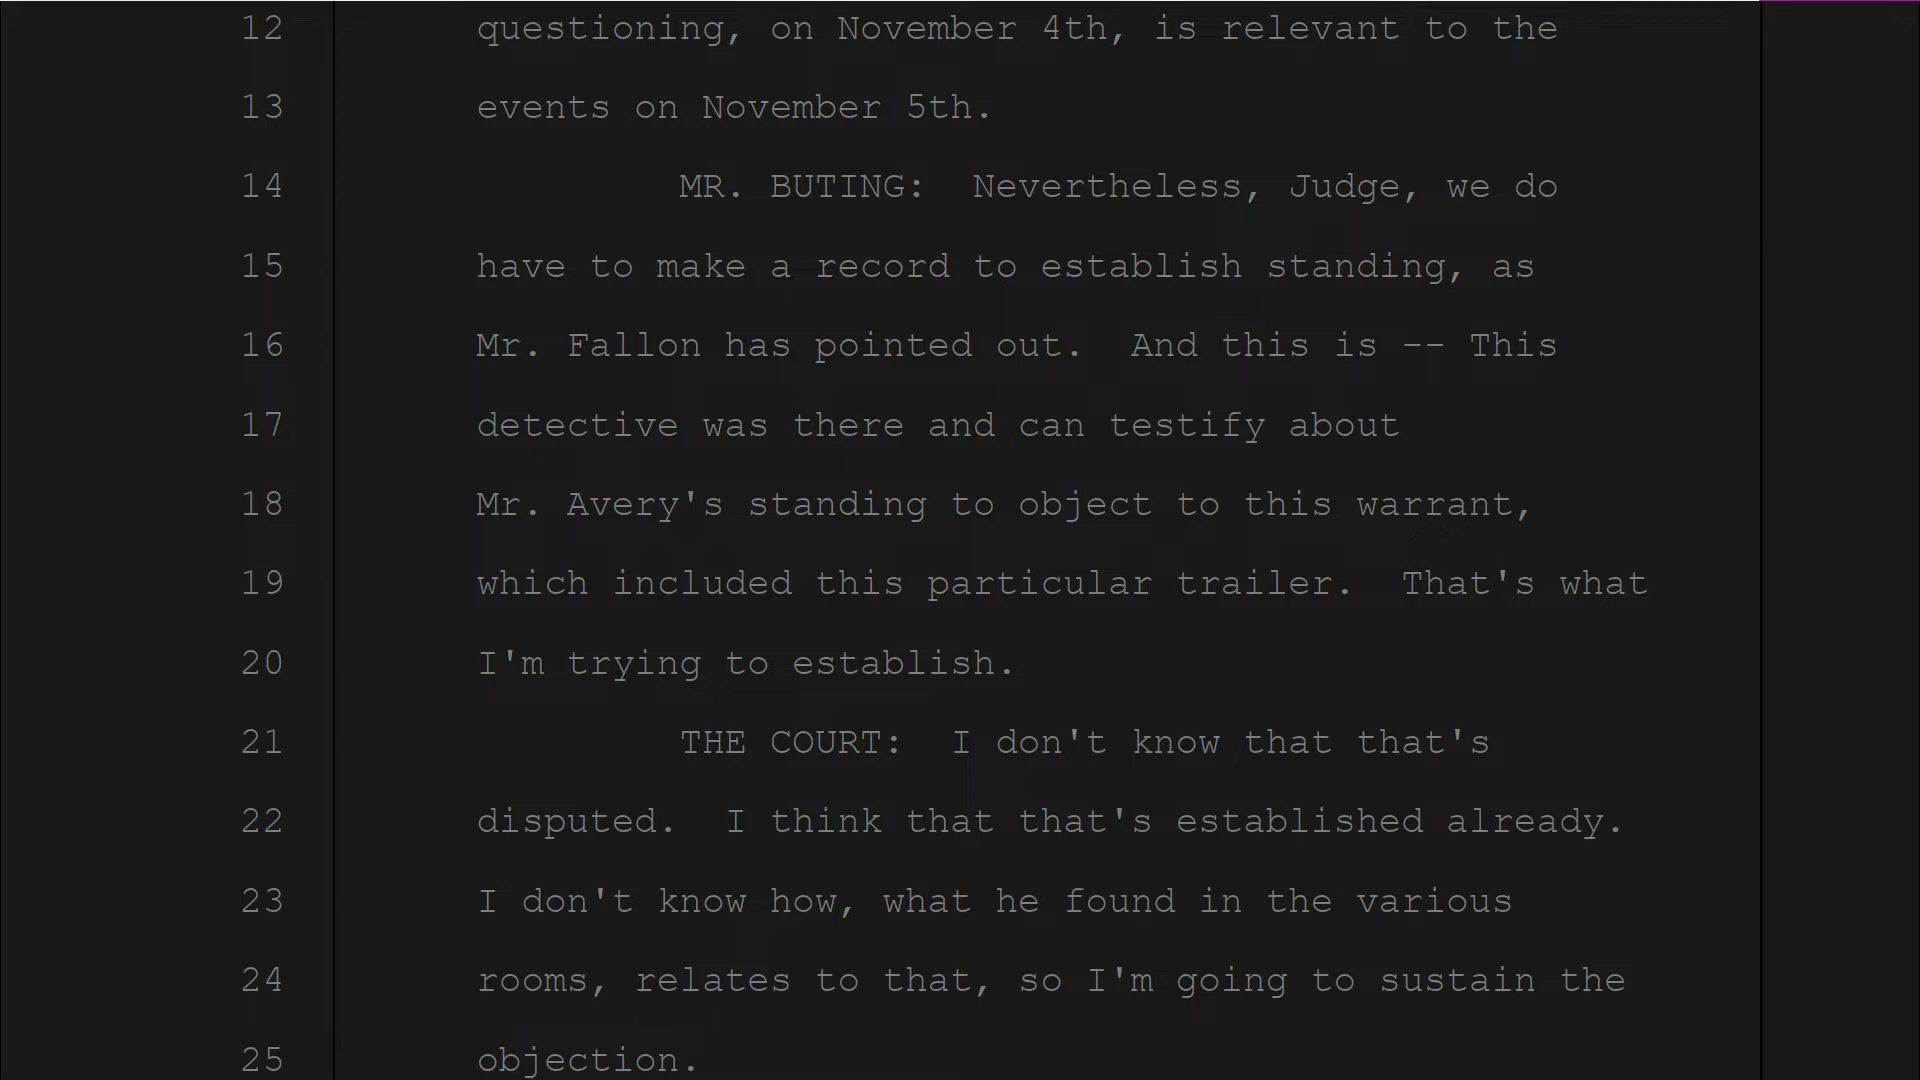 12 questioning, on November 4th, is relevant to the
13 events on November 5th.
14 MR. BUTING: Nevertheless, Judge, we do
15 have to make a record to establish standing, as
16 Mr. Fallon has pointed out. And this is -- This
17 detective was there and can testify about
18 Mr. Avery's standing to object to this warrant,
19 which included this particular trailer. That's what
20 I'm trying to establish.
21 THE COURT: I don't know that that's
22 disputed. I think that that's established already.
23 I don't know how, what he found in the various
24 rooms, relates to that, so I'm going to sustain the
25 objection.